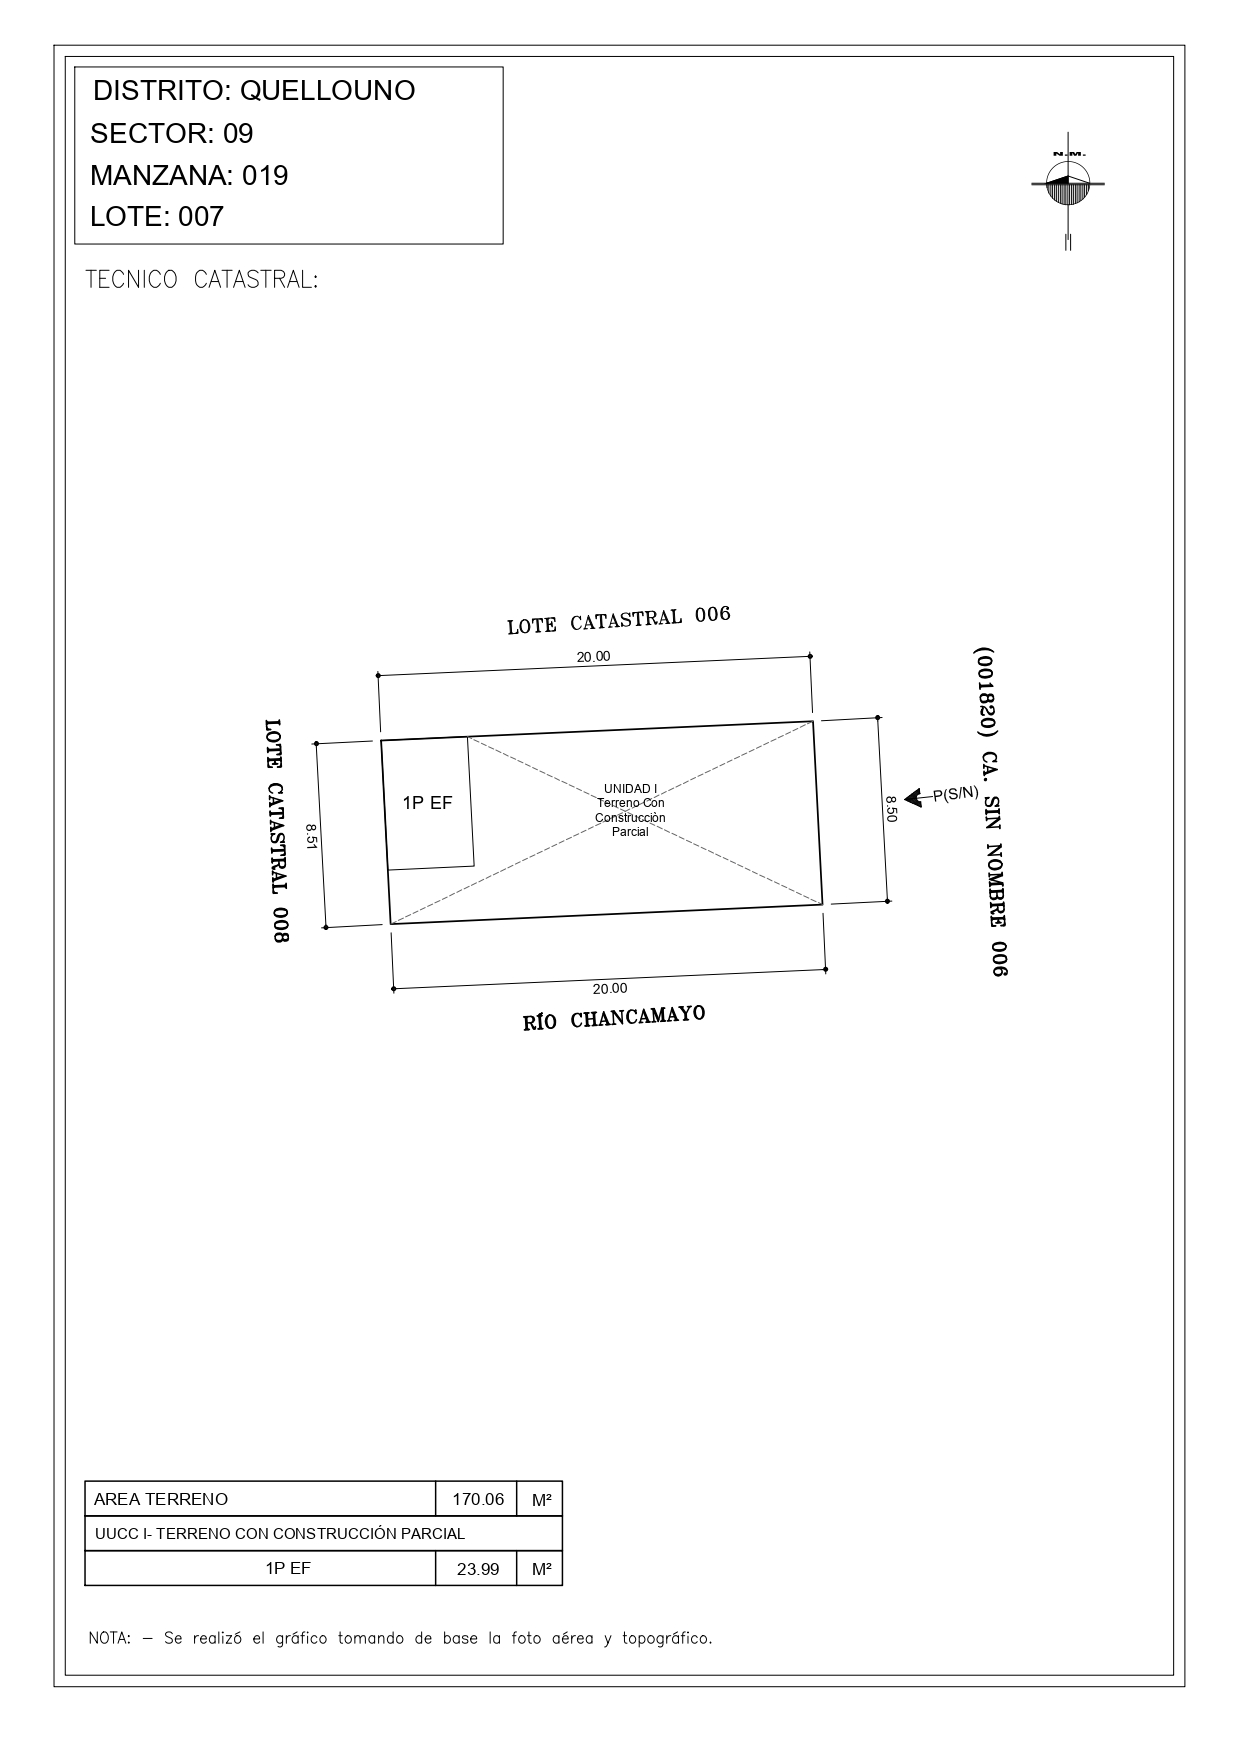 DISTRITO: QUELLOUNO
SECTOR: 09
MANZANA: 019
LOTE: 007
N.M.
TECNICO CATASTRAL:
LOTE CATASTRAL 006
20.00
(001820) CA. SIN NOMBRE 006
LOTE CATASTRAL 008
8.51
1P EF
UNIDAD I
Terreno Con
Construcciòn
Parcial
8.50
P(S/N)
20.00
RÍO CHANCAMAYO
AREA TERRENO 170.06 M²
UUCC I- TERRENO CON CONSTRUCCIÓN PARCIAL
1P EF 23.99 M²
NOTA: - Se realizó el gráfico tomando de base la foto aérea y topográfico.